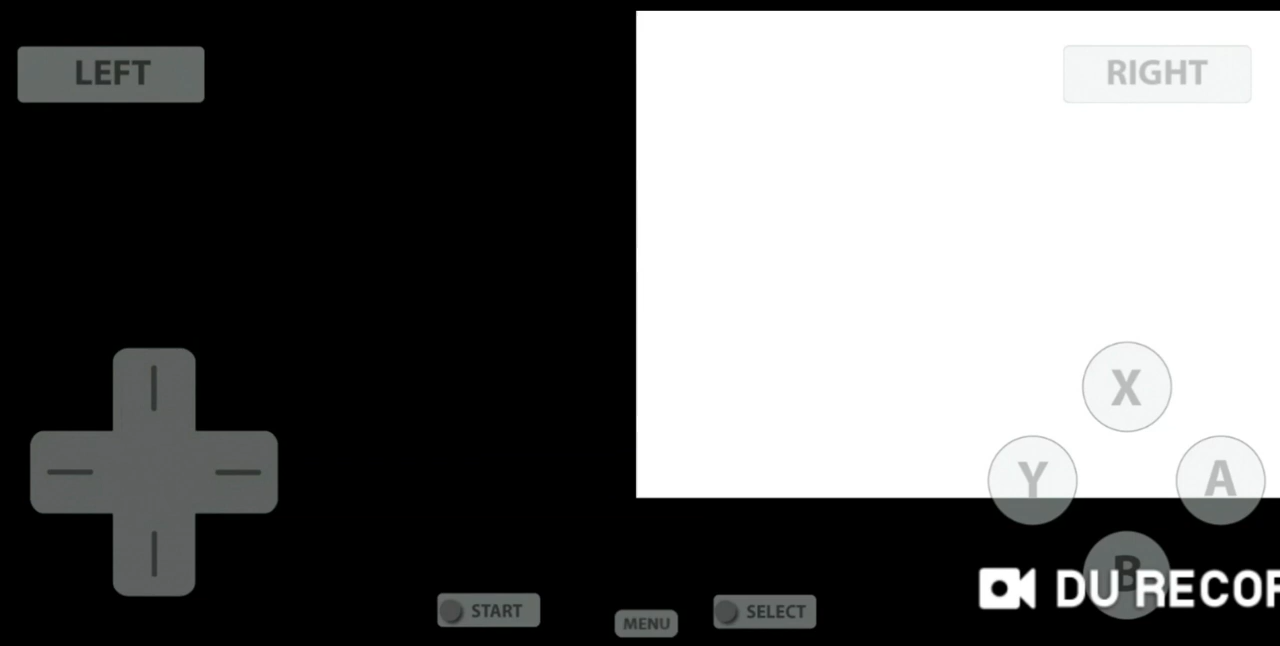 LEFT
RIGHT
X
Y
A
B
DU RECOR
START
SELECT
MENU